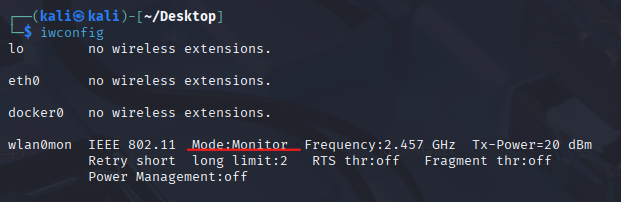 ┌──(kali㉿kali)-[~/Desktop]
└─$ iwconfig
lo        no wireless extensions.
eth0      no wireless extensions.
docker0   no wireless extensions.
wlan0mon  IEEE 802.11  Mode:Monitor  Frequency:2.457 GHz  Tx-Power=20 dBm
          Retry short  long limit:2   RTS thr:off   Fragment thr:off
          Power Management:off